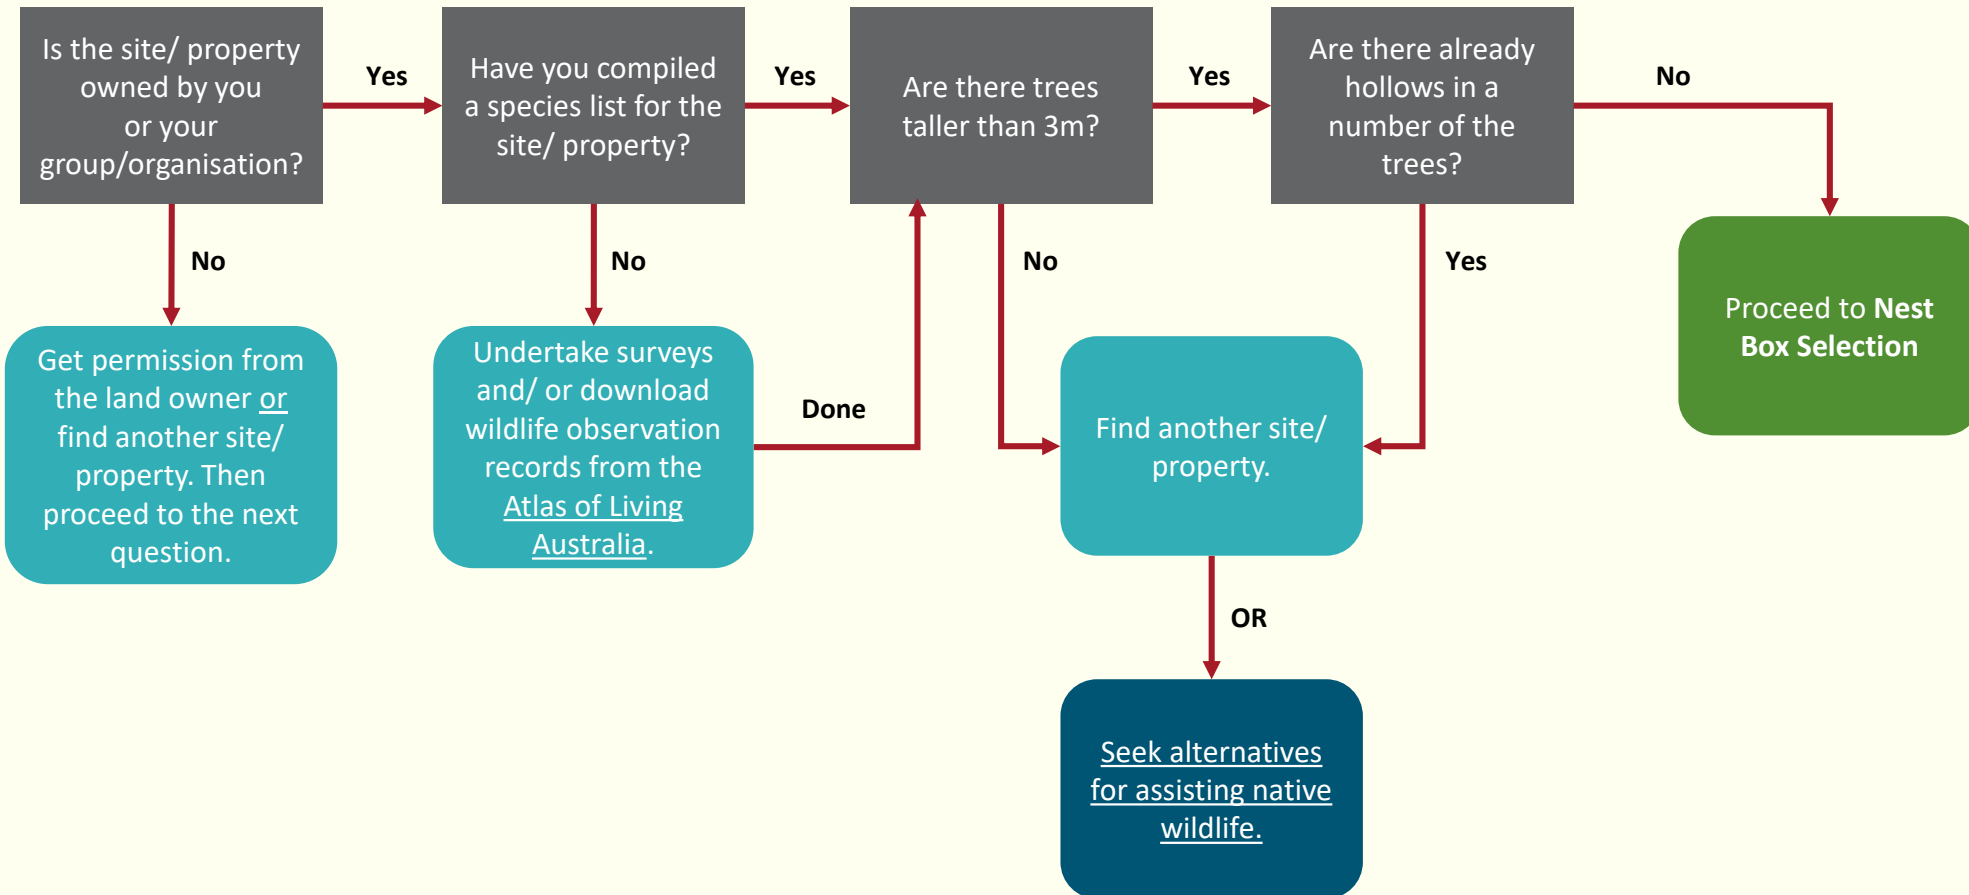 Is the site/ property
owned by you
or your
group/organisation?
Yes
Have you compiled
a species list for the
site/ property?
Yes
Are there trees
taller than 3m?
Yes
Are there already
hollows in a
number of the
trees?
No
No
No
No
Yes
Get permission from
the land owner or
find another site/
property. Then
proceed to the next
question.
Undertake surveys
and/ or download
wildlife observation
records from the
Atlas of Living
Australia.
Done
Find another site/
property.
Proceed to Nest
Box Selection
OR
Seek alternatives
for assisting native
wildlife.